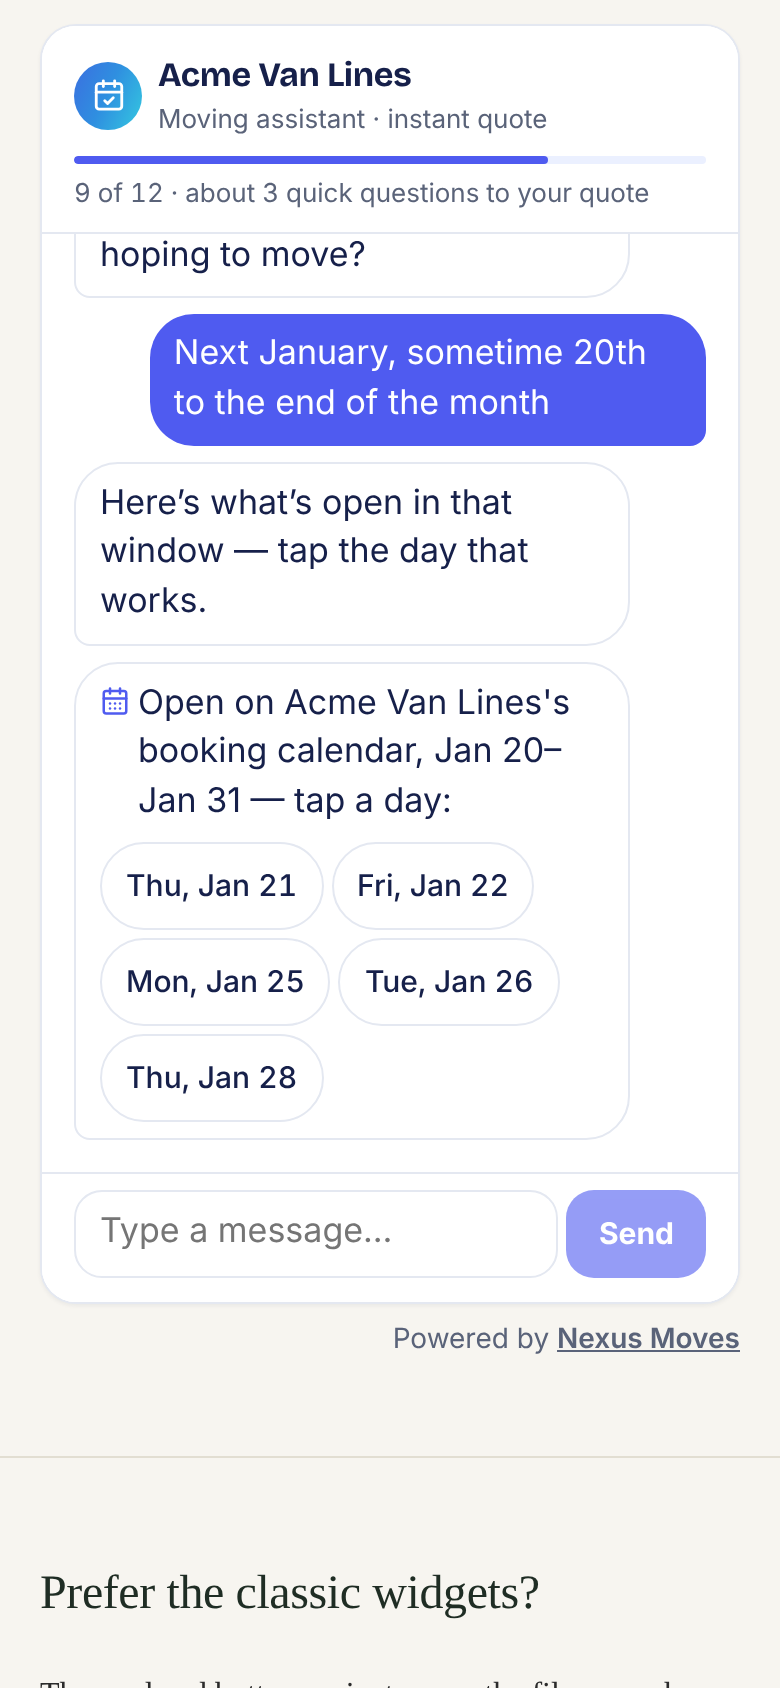 Acme Van Lines
Moving assistant · instant quote
9 of 12 · about 3 quick questions to your quote
hoping to move?
Next January, sometime 20th
to the end of the month
Here’s what’s open in that
window — tap the day that
works.
Open on Acme Van Lines's
booking calendar, Jan 20–
Jan 31 — tap a day:
Thu, Jan 21
Fri, Jan 22
Mon, Jan 25
Tue, Jan 26
Thu, Jan 28
Type a message...
Send
Powered by Nexus Moves
Prefer the classic widgets?